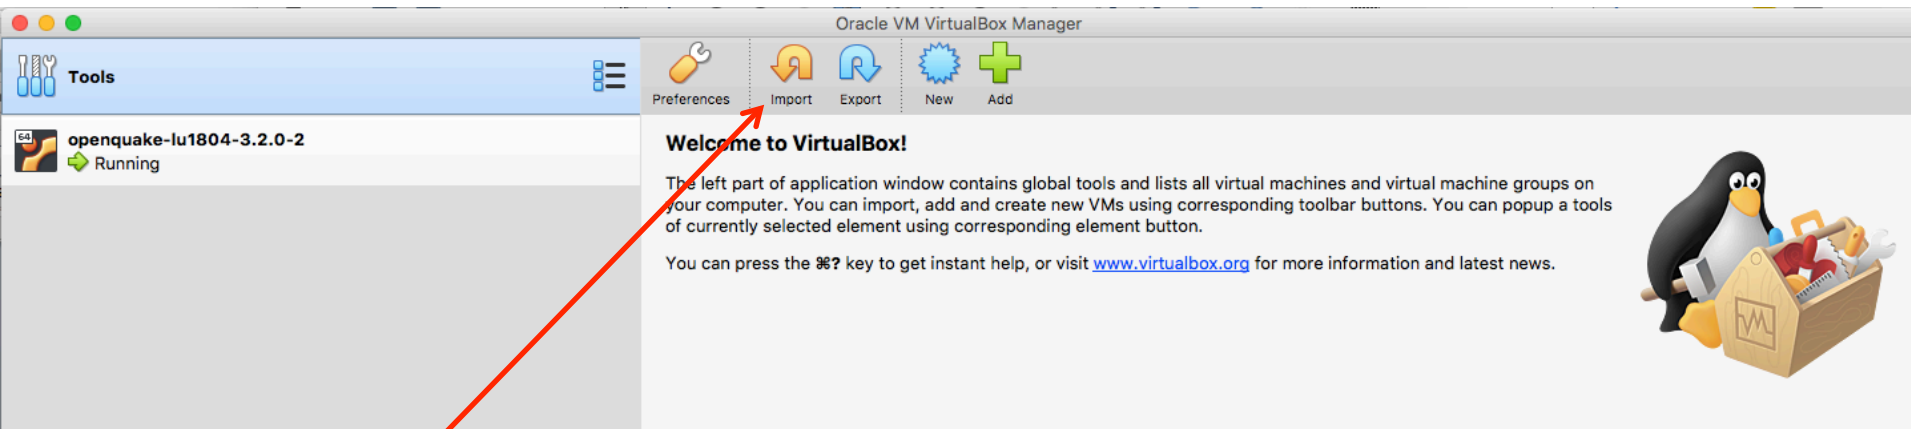 Oracle VM VirtualBox Manager
Tools
Preferences
Import
Export
New
Add
64
openquake-lu1804-3.2.0-2
Running
Welcome to VirtualBox!
The left part of application window contains global tools and lists all virtual machines and virtual machine groups on
your computer. You can import, add and create new VMs using corresponding toolbar buttons. You can popup a tools
of currently selected element using corresponding element button.
You can press the ⌘? key to get instant help, or visit www.virtualbox.org for more information and latest news.